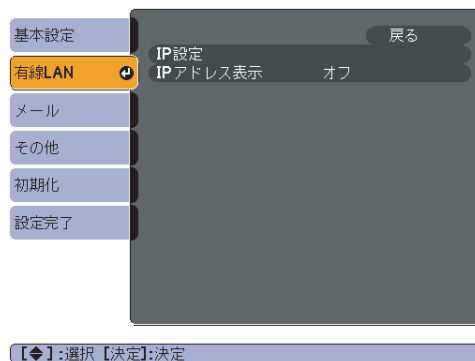 基本設定
有線LAN
メール
その他
初期化
設定完了
戻る
IP設定
IPアドレス表示 オフ
[◆]:選択 [決定]:決定